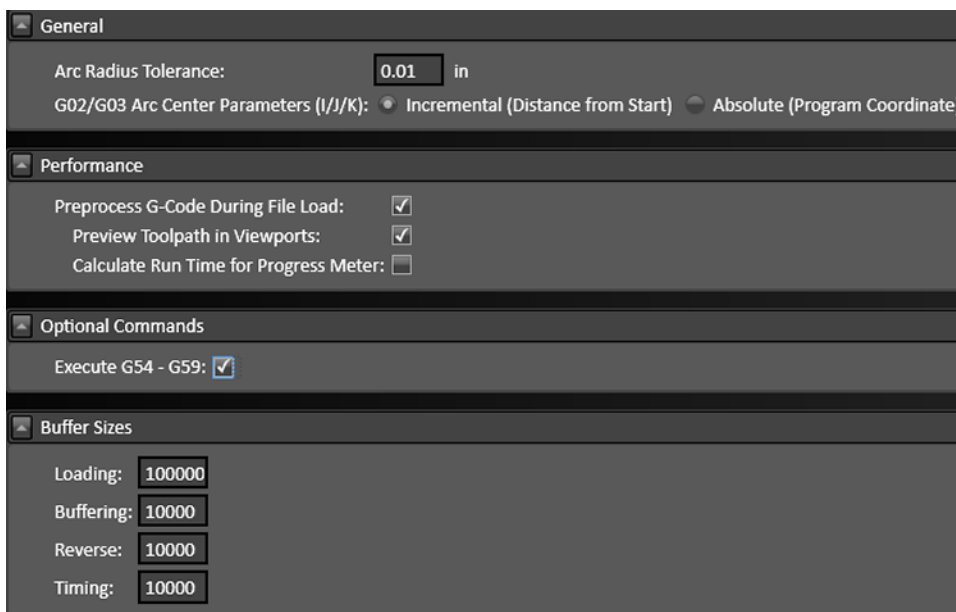 General
Arc Radius Tolerance: 0.01 in
G02/G03 Arc Center Parameters (I/J/K): Incremental (Distance from Start) Absolute (Program Coordinate
Performance
Preprocess G-Code During File Load:
Preview Toolpath in Viewports:
Calculate Run Time for Progress Meter:
Optional Commands
Execute G54 - G59:
Buffer Sizes
Loading: 100000
Buffering: 10000
Reverse: 10000
Timing: 10000